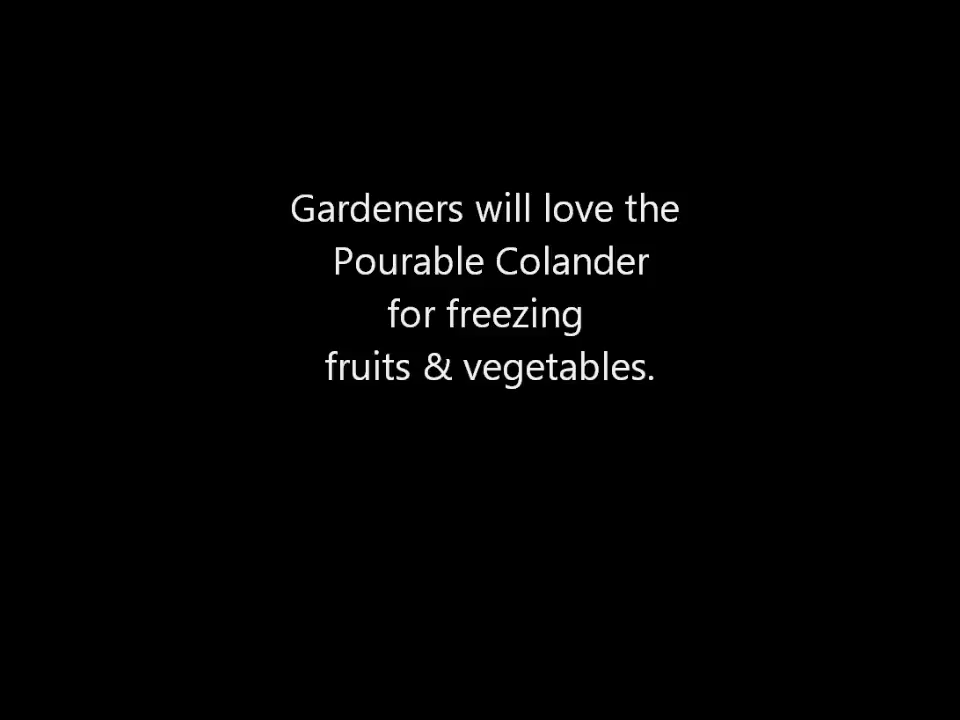 Gardeners will love the
Pourable Colander
for freezing
fruits & vegetables.